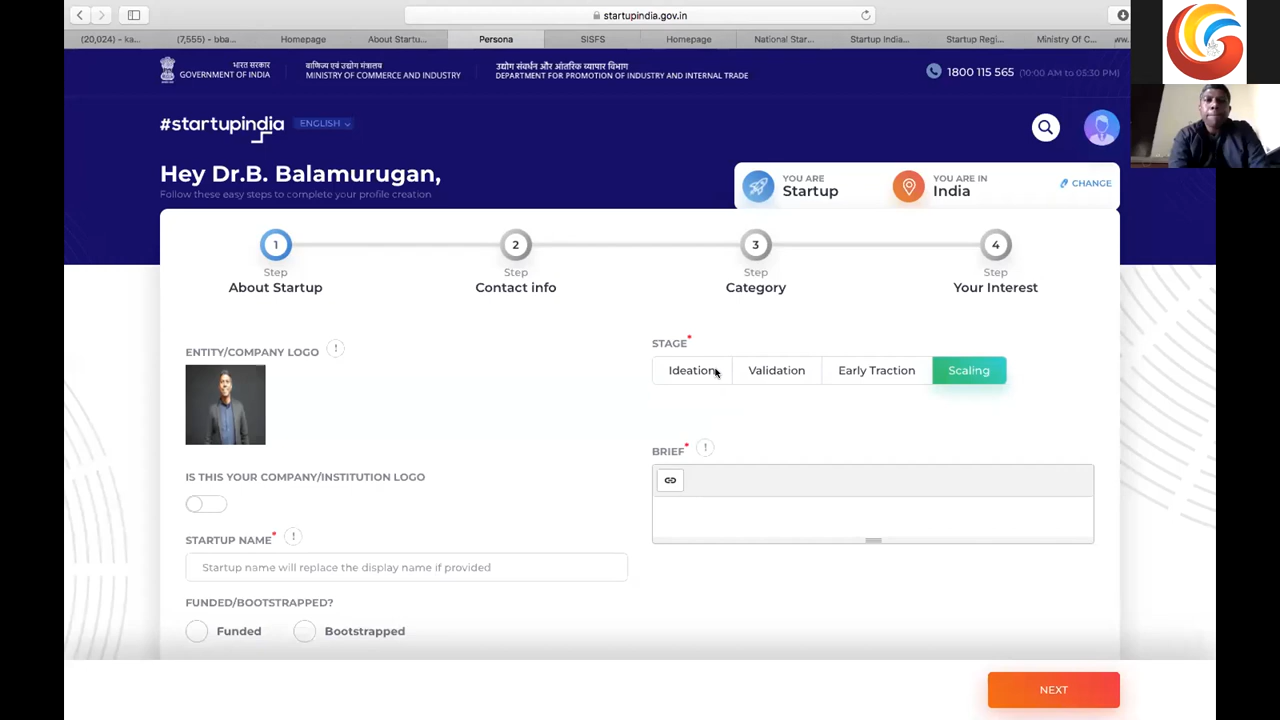 startupindia.gov.in
(20,024) - ka...
(7,555) - bba...
Homepage
About Startu...
Persona
SISFS
Homepage
National Star...
Startup India...
Startup Regi...
Ministry Of C...
www.
भारत सरकार
GOVERNMENT OF INDIA
वाणिज्य एवं उद्योग मंत्रालय
MINISTRY OF COMMERCE AND INDUSTRY
उद्योग संवर्धन और आंतरिक व्यापार विभाग
DEPARTMENT FOR PROMOTION OF INDUSTRY AND INTERNAL TRADE
1800 115 565 (10:00 AM to 05:30 PM)
#startupindia
ENGLISH
Hey Dr.B. Balamurugan,
Follow these easy steps to complete your profile creation
YOU ARE
Startup
YOU ARE IN
India
CHANGE
1
Step
About Startup
2
Step
Contact info
3
Step
Category
4
Step
Your Interest
ENTITY/COMPANY LOGO !
IS THIS YOUR COMPANY/INSTITUTION LOGO
STARTUP NAME* !
Startup name will replace the display name if provided
FUNDED/BOOTSTRAPPED?
Funded
Bootstrapped
STAGE*
Ideation
Validation
Early Traction
Scaling
BRIEF* !
NEXT